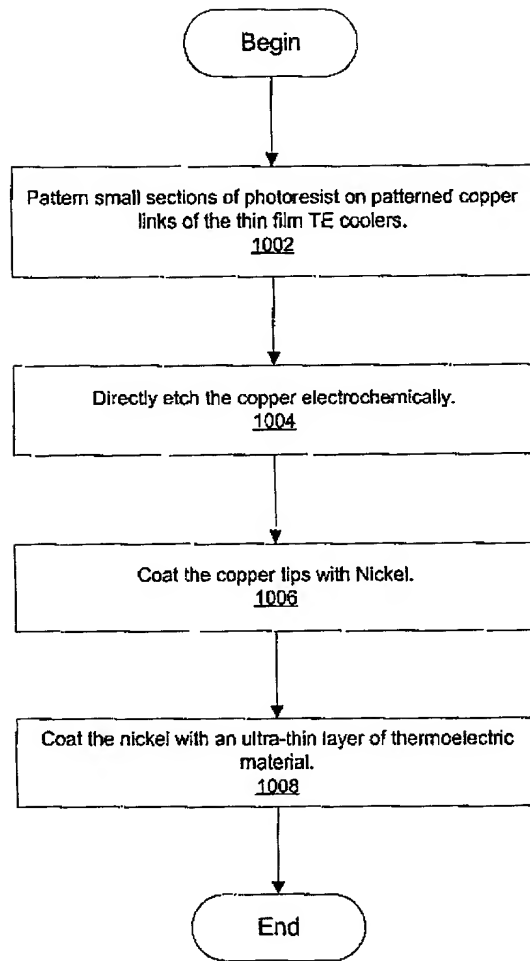 Begin
Pattern small sections of photoresist on patterned copper
links of the thin film TE coolers.
1002
Directly etch the copper electrochemically.
1004
Coat the copper tips with Nickel.
1006
Coat the nickel with an ultra-thin layer of thermoelectric
material.
1008
End